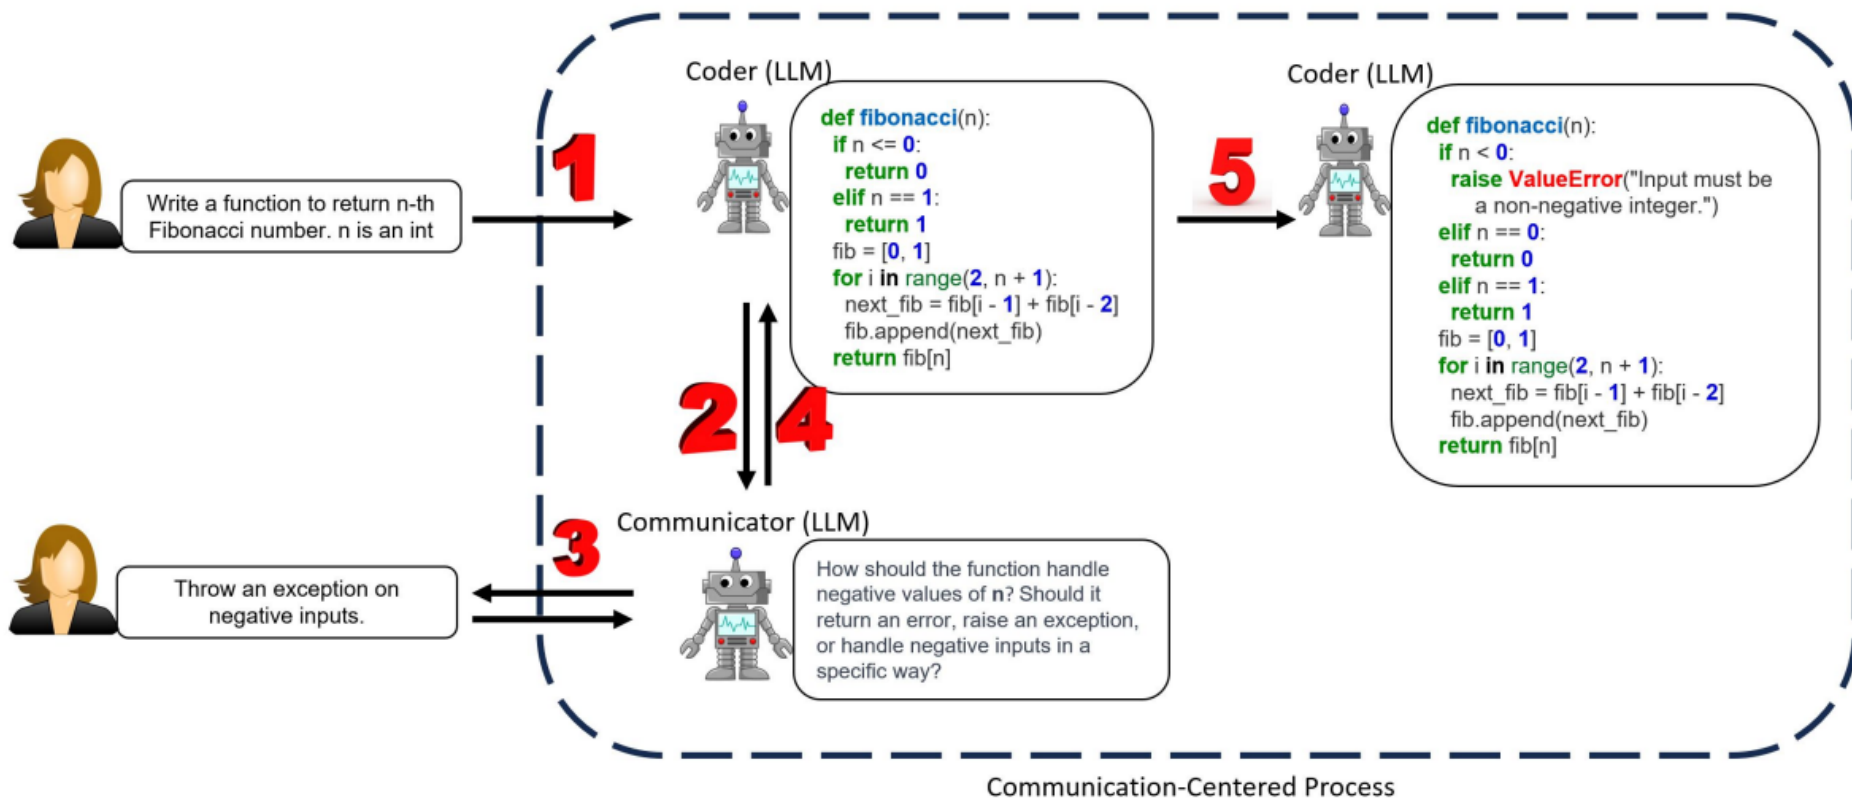 Coder (LLM)
def fibonacci(n):
if n <= 0:
return 0
elif n == 1:
return 1
fib = [0, 1]
for i in range(2, n + 1):
next_fib = fib[i - 1] + fib[i - 2]
fib.append(next_fib)
return fib[n]
Coder (LLM)
def fibonacci(n):
if n < 0:
raise ValueError("Input must be
a non-negative integer.")
elif n == 0:
return 0
elif n == 1:
return 1
fib = [0, 1]
for i in range(2, n + 1):
next_fib = fib[i - 1] + fib[i - 2]
fib.append(next_fib)
return fib[n]
1
5
Write a function to return n-th
Fibonacci number. n is an int
2
4
3
Communicator (LLM)
How should the function handle
negative values of n? Should it
return an error, raise an exception,
or handle negative inputs in a
specific way?
Throw an exception on
negative inputs.
Communication-Centered Process